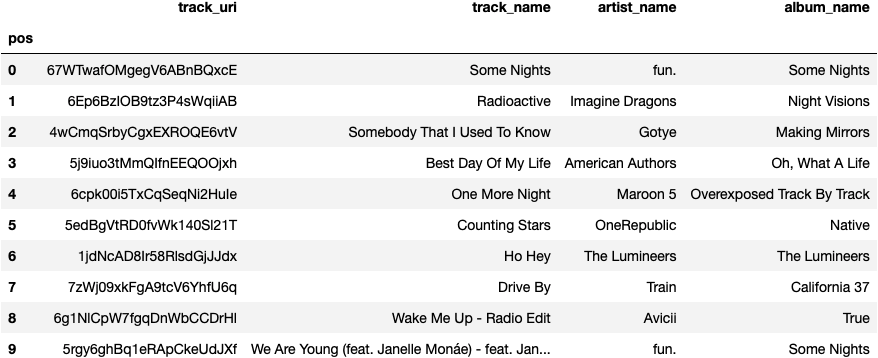 track_uri track_name artist_name album_name
pos
0 67WTwafOMgegV6ABnBQxcE Some Nights fun. Some Nights
1 6Ep6BzIOB9tz3P4sWqiiAB Radioactive Imagine Dragons Night Visions
2 4wCmqSrbyCgxEXROQE6vtV Somebody That I Used To Know Gotye Making Mirrors
3 5j9iuo3tMmQIfnEEQOOjxh Best Day Of My Life American Authors Oh, What A Life
4 6cpk00i5TxCqSeqNi2HuIe One More Night Maroon 5 Overexposed Track By Track
5 5edBgVtRD0fvWk140Sl21T Counting Stars OneRepublic Native
6 1jdNcAD8Ir58RlsdGjJJdx Ho Hey The Lumineers The Lumineers
7 7zWj09xkFgA9tcV6YhfU6q Drive By Train California 37
8 6g1NlCpW7fgqDnWbCCDrHl Wake Me Up - Radio Edit Avicii True
9 5rgy6ghBq1eRApCkeUdJXf We Are Young (feat. Janelle Monáe) - feat. Jan... fun. Some Nights